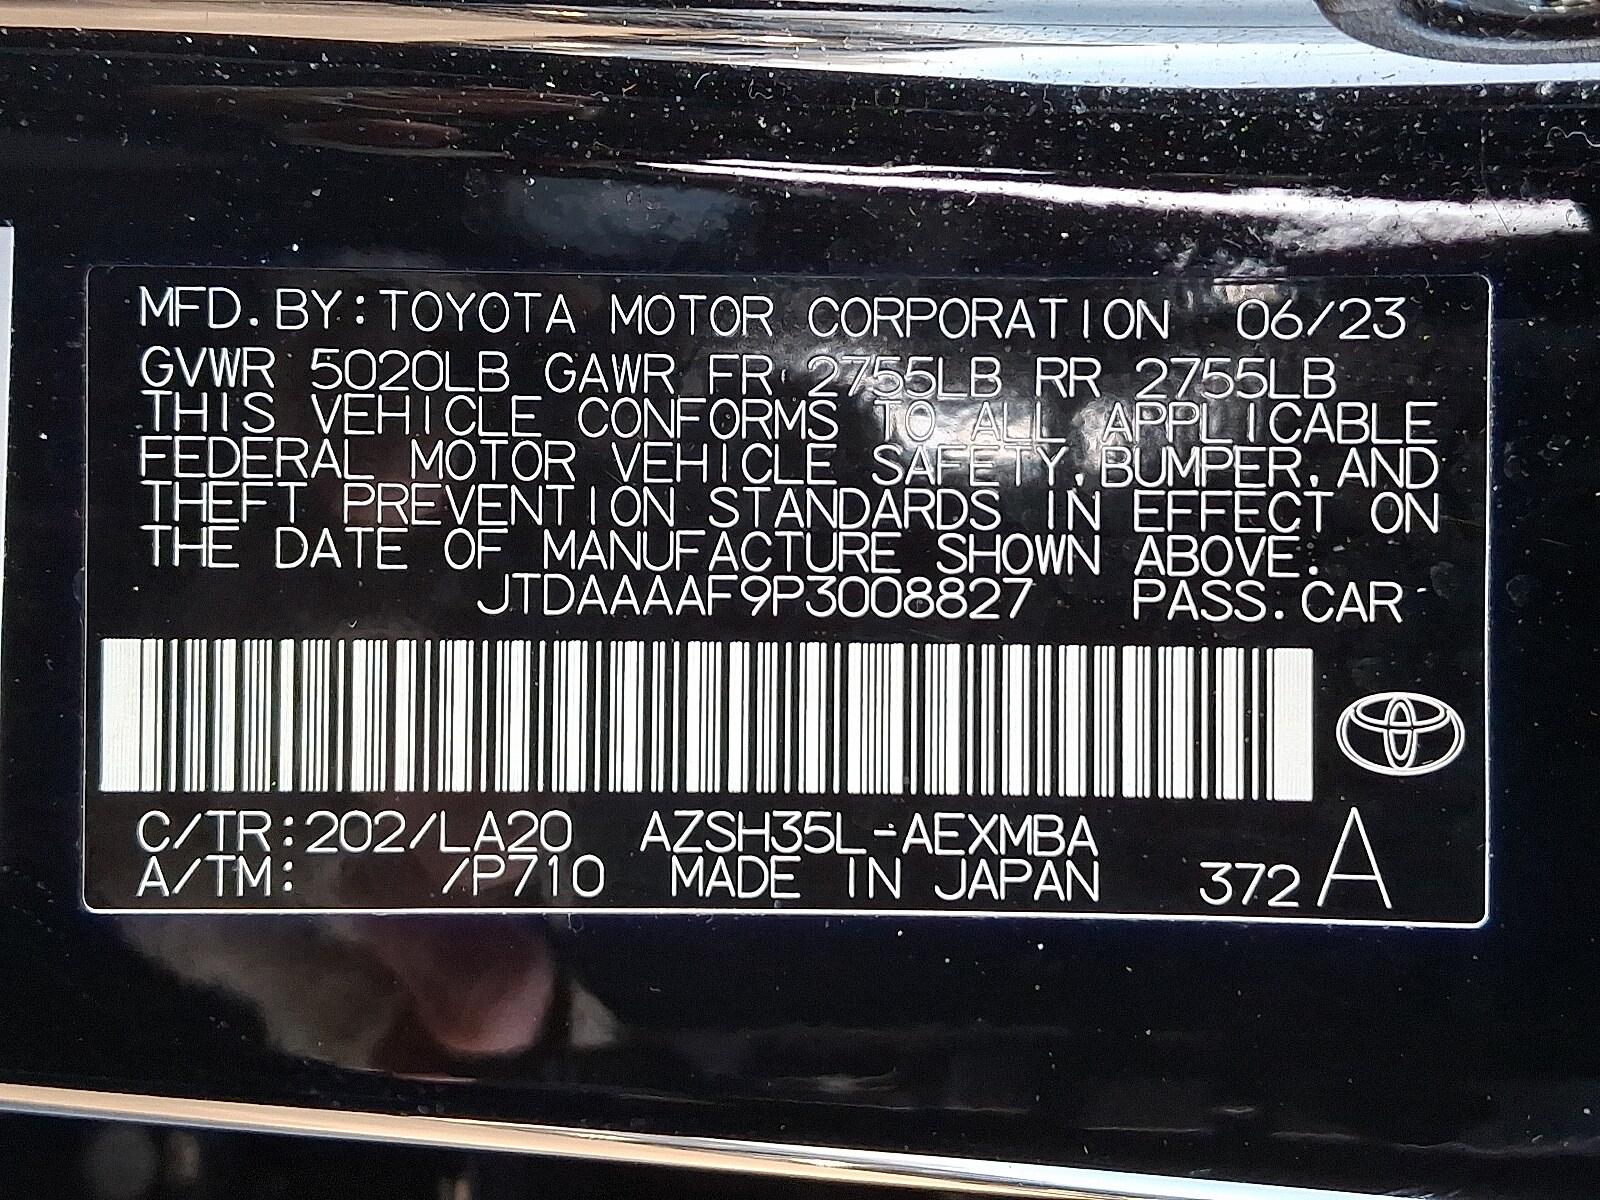 MFD. BY: TOYOTA MOTOR CORPORATION 06/23
GVWR 5020LB GAWR FR 2755LB RR 2755LB
THIS VEHICLE CONFORMS TO ALL APPLICABLE
FEDERAL MOTOR VEHICLE SAFETY, BUMPER, AND
THEFT PREVENTION STANDARDS IN EFFECT ON
THE DATE OF MANUFACTURE SHOWN ABOVE.
JTDAAAAF9P3008827 PASS. CAR
C/TR:202/LA20 AZSH35L-AEXMBA
A/TM: /P710 MADE IN JAPAN 372 A